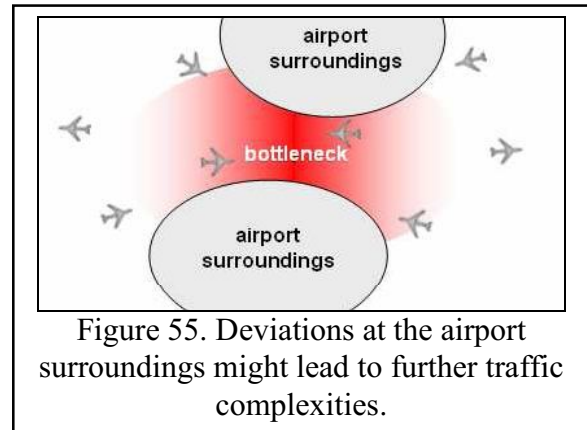 airport
surroundings
bottleneck
airport
surroundings
Figure 55. Deviations at the airport
surroundings might lead to further traffic
complexities.